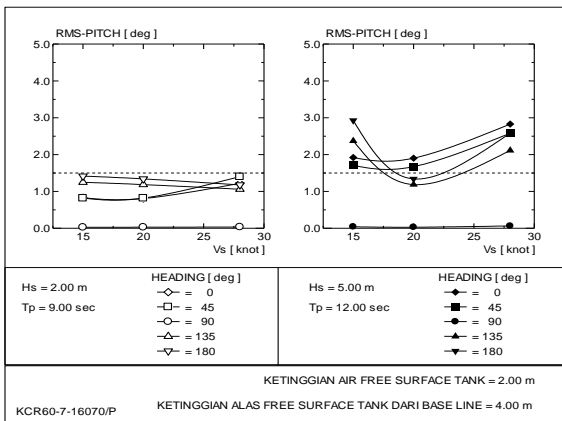 RMS-PITCH [ deg ]
5.0
4.0
3.0
2.0
1.0
0.0
15 20 25 30
Vs [ knot ]
RMS-PITCH [ deg ]
5.0
4.0
3.0
2.0
1.0
0.0
15 20 25 30
Vs [ knot ]
Hs = 2.00 m
Tp = 9.00 sec
HEADING [ deg ]
= 0
= 45
= 90
= 135
= 180
Hs = 5.00 m
Tp = 12.00 sec
HEADING [ deg ]
= 0
= 45
= 90
= 135
= 180
KETINGGIAN AIR FREE SURFACE TANK = 2.00 m
KCR60-7-16070/P KETINGGIAN ALAS FREE SURFACE TANK DARI BASE LINE = 4.00 m